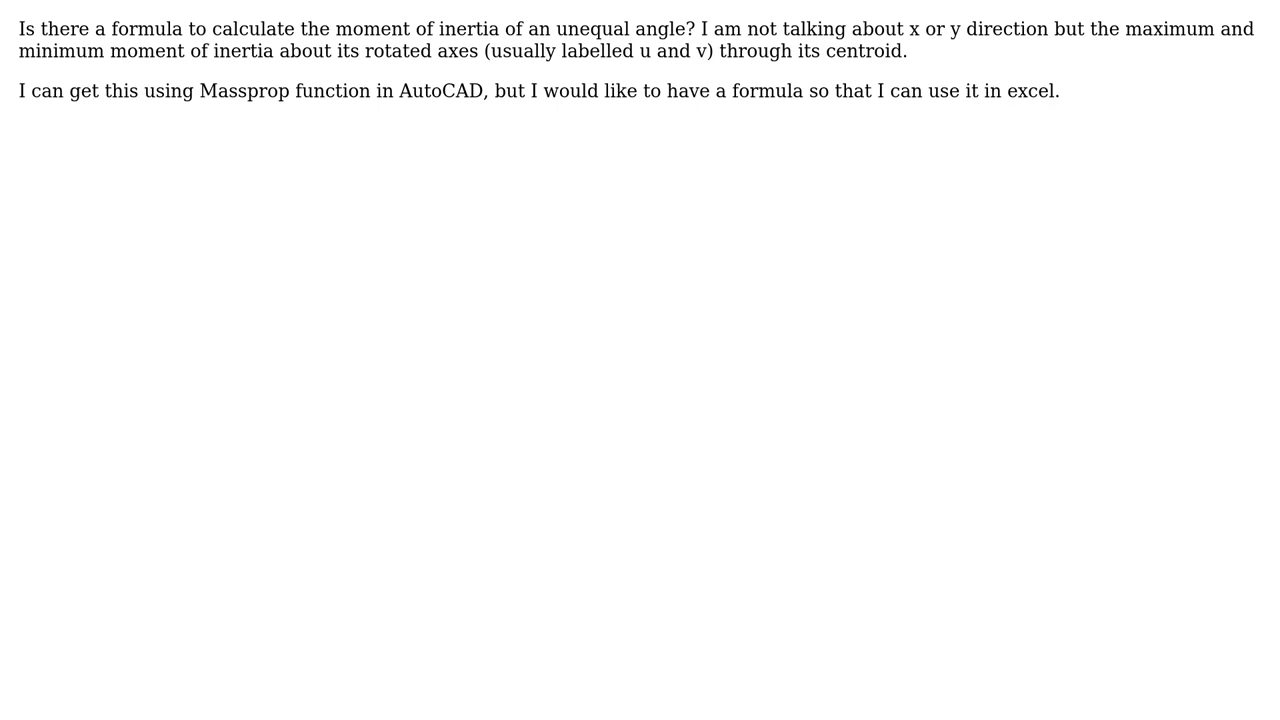 Is there a formula to calculate the moment of inertia of an unequal angle? I am not talking about x or y direction but the maximum and
minimum moment of inertia about its rotated axes (usually labelled u and v) through its centroid.
I can get this using Massprop function in AutoCAD, but I would like to have a formula so that I can use it in excel.